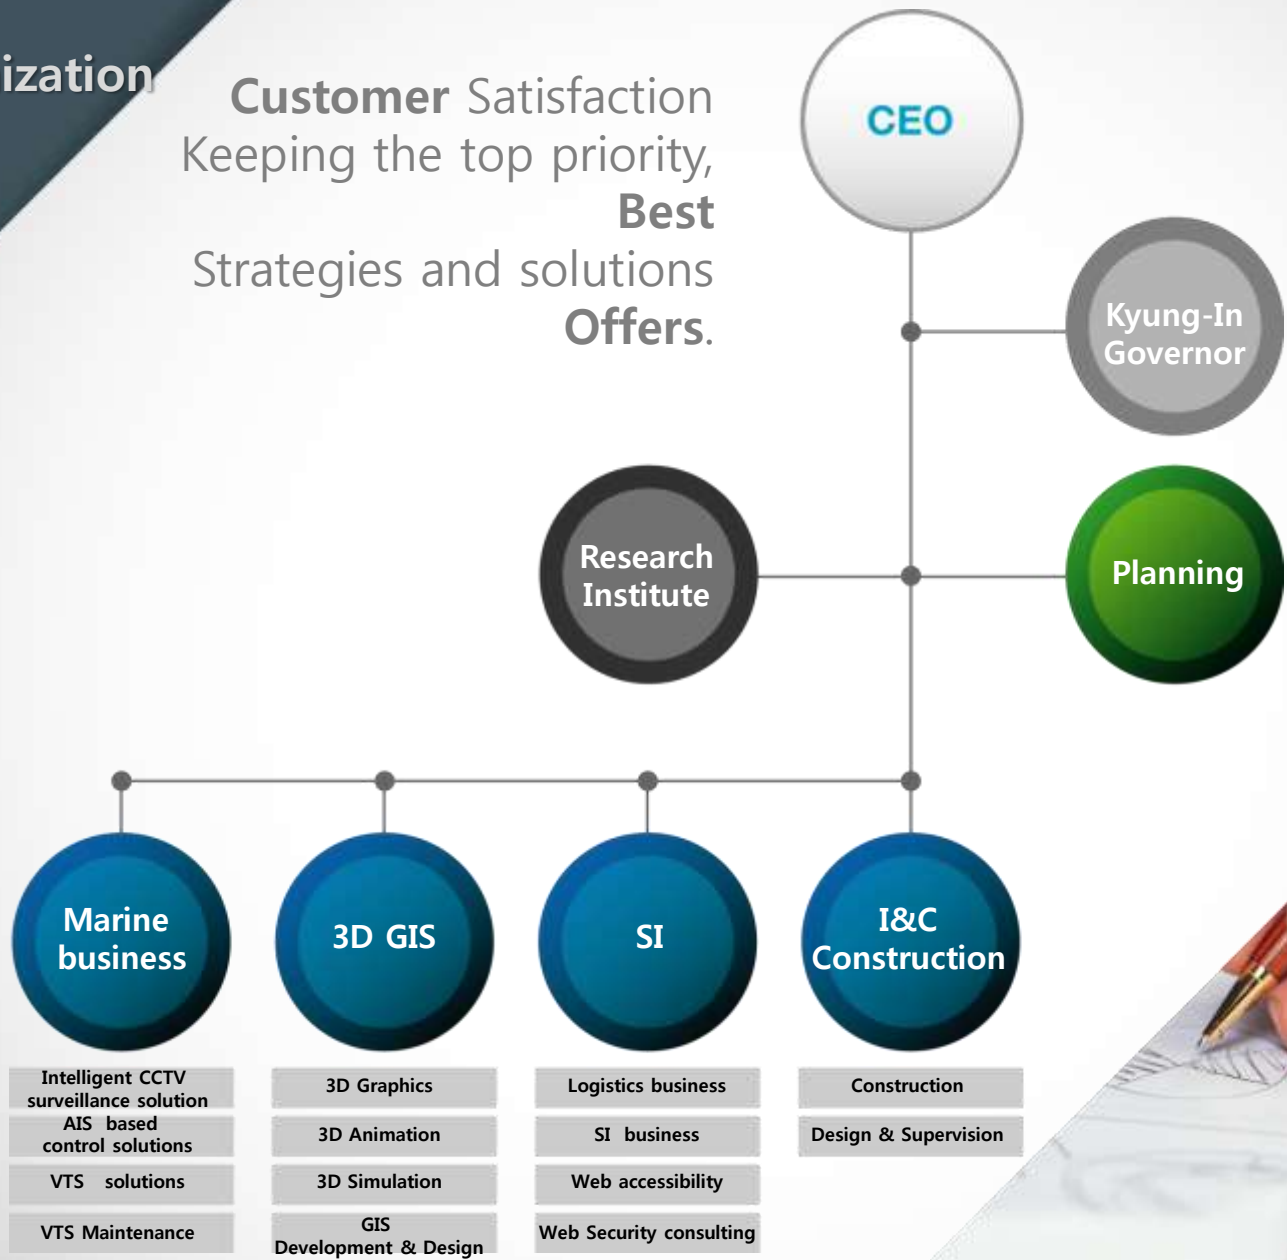 ization
Customer Satisfaction
Keeping the top priority,
Best
Strategies and solutions
Offers.
CEO
Kyung-In
Governor
Research
Institute
Planning
Marine
business
3D GIS
SI
I&C
Construction
Intelligent CCTV
surveillance solution
AIS based
control solutions
VTS solutions
VTS Maintenance
3D Graphics
3D Animation
3D Simulation
GIS
Development & Design
Logistics business
SI business
Web accessibility
Web Security consulting
Construction
Design & Supervision